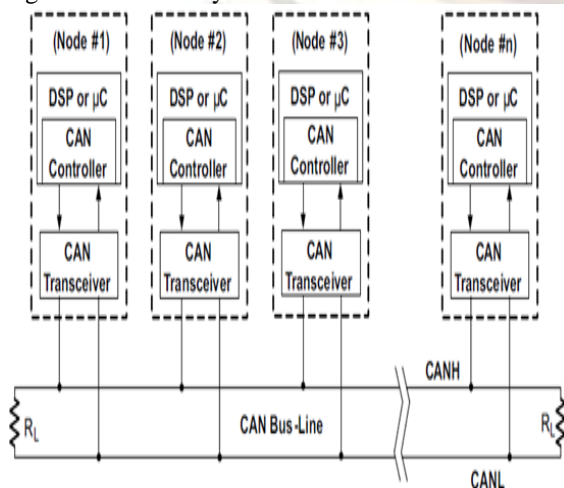 (Node #1) (Node #2) (Node #3) (Node #n)
DSP or µC DSP or µC DSP or µC DSP or µC
CAN CAN CAN CAN
Controller Controller Controller Controller
CAN CAN CAN CAN
Transceiver Transceiver Transceiver Transceiver
CANH
RL CAN Bus-Line RL
CANL